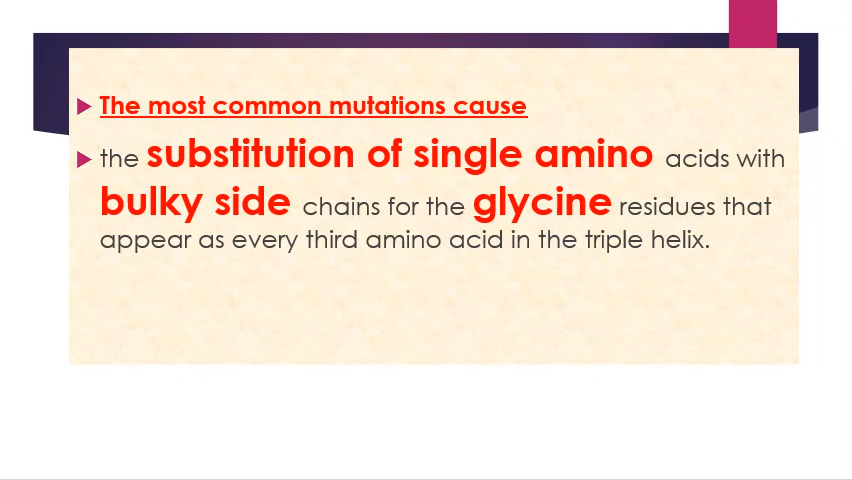 The most common mutations cause
the substitution of single amino acids with
bulky side chains for the glycine residues that
appear as every third amino acid in the triple helix.